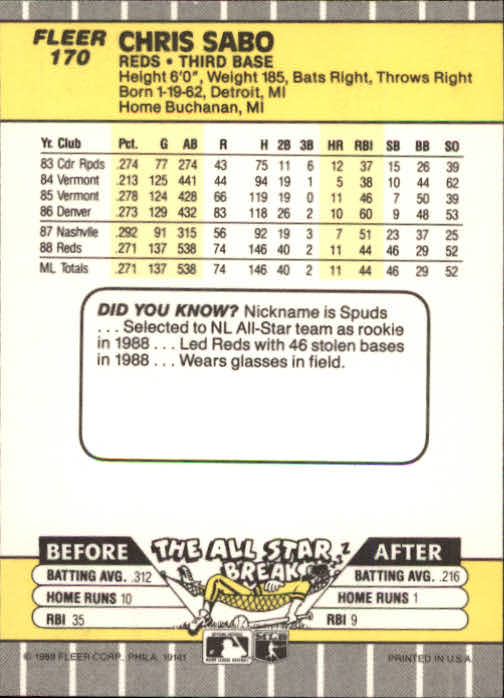 FLEER
170
CHRIS SABO
REDS • THIRD BASE
Height 6'0", Weight 185, Bats Right, Throws Right
Born 1-19-62, Detroit, MI
Home Buchanan, MI
Yr. Club Pct. G AB R H 2B 3B HR RBI SB BB SO
83 Cdr Rpds .274 77 274 43 75 11 6 12 37 15 26 39
84 Vermont .213 125 441 44 94 19 1 5 38 10 44 62
85 Vermont .278 124 428 66 119 19 0 11 46 7 50 39
86 Denver .273 129 432 83 118 26 2 10 60 9 48 53
87 Nashville .292 91 315 56 92 19 3 7 51 23 37 25
88 Reds .271 137 538 74 146 40 2 11 44 46 29 52
ML Totals .271 137 538 74 146 40 2 11 44 46 29 52
DID YOU KNOW? Nickname is Spuds
... Selected to NL All-Star team as rookie
in 1988 ... Led Reds with 46 stolen bases
in 1988 ... Wears glasses in field.
THE ALL STAR
BREAK
BEFORE
BATTING AVG. .312
HOME RUNS 10
RBI 35
AFTER
BATTING AVG. .216
HOME RUNS 1
RBI 9
© 1989 FLEER CORP., PHILA. 19141
PRINTED IN U.S.A.